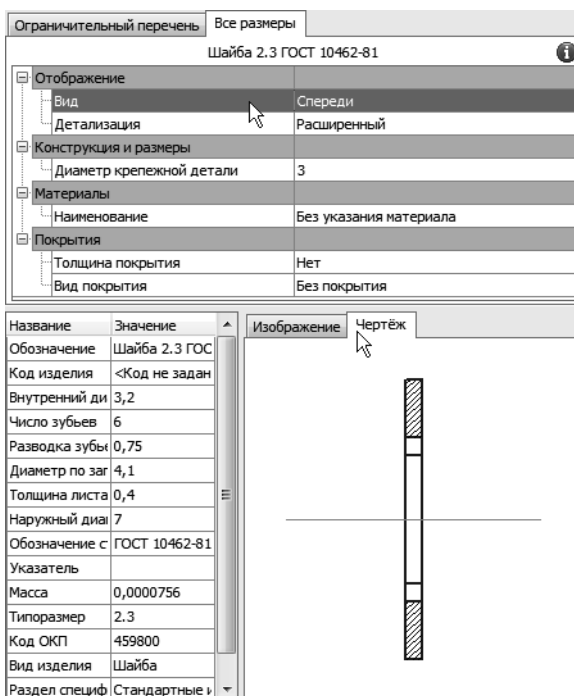 Ограничительный перечень Все размеры
Шайба 2.3 ГОСТ 10462-81
Отображение
Вид Спереди
Детализация Расширенный
Конструкция и размеры
Диаметр крепежной детали 3
Материалы
Наименование Без указания материала
Покрытия
Толщина покрытия Нет
Вид покрытия Без покрытия
Название Значение
Обозначение Шайба 2.3 ГОС
Код изделия <Код не задан
Внутренний ди 3,2
Число зубьев 6
Разводка зубье 0,75
Диаметр по заг 4,1
Толщина листа 0,4
Наружный диа 7
Обозначение с ГОСТ 10462-81
Указатель
Масса 0,0000756
Типоразмер 2.3
Код ОКП 459800
Вид изделия Шайба
Раздел специф Стандартные и
Изображение Чертёж